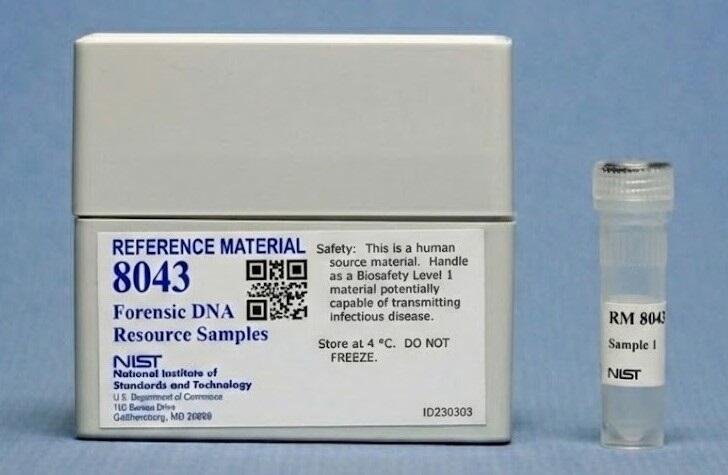 REFERENCE MATERIAL
8043
Forensic DNA
Resource Samples
NIST
National Institute of
Standards and Technology
U.S. Department of Commerce
Drive
MD
Safety: This is a human
source material. Handle
as a Biosafety Level 1
material potentially
capable of transmitting
infectious disease.
Store at 4 °C. DO NOT
FREEZE.
ID230303
RM 8043
Sample 1
NIST